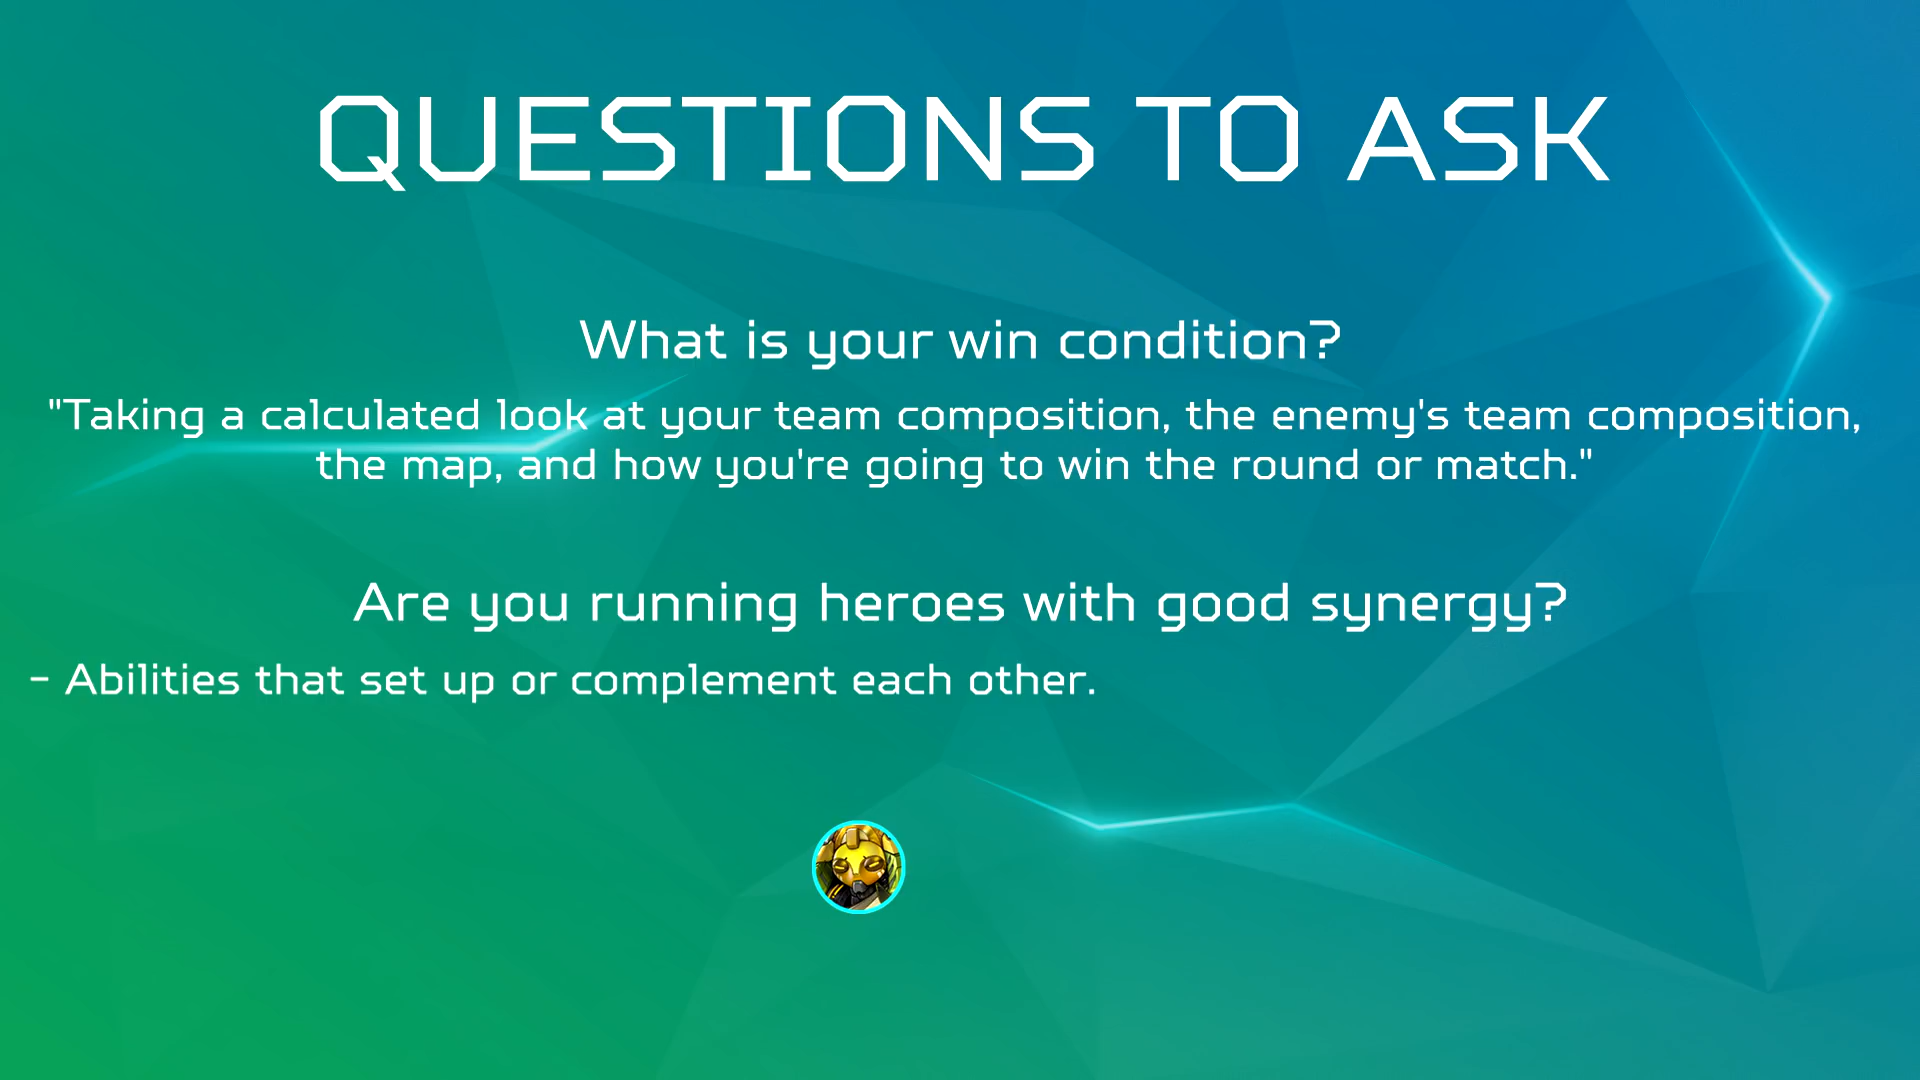 QUESTIONS TO ASK
What is your win condition?
"Taking a calculated look at your team composition, the enemy's team composition,
the map, and how you're going to win the round or match."
Are you running heroes with good synergy?
- Abilities that set up or complement each other.